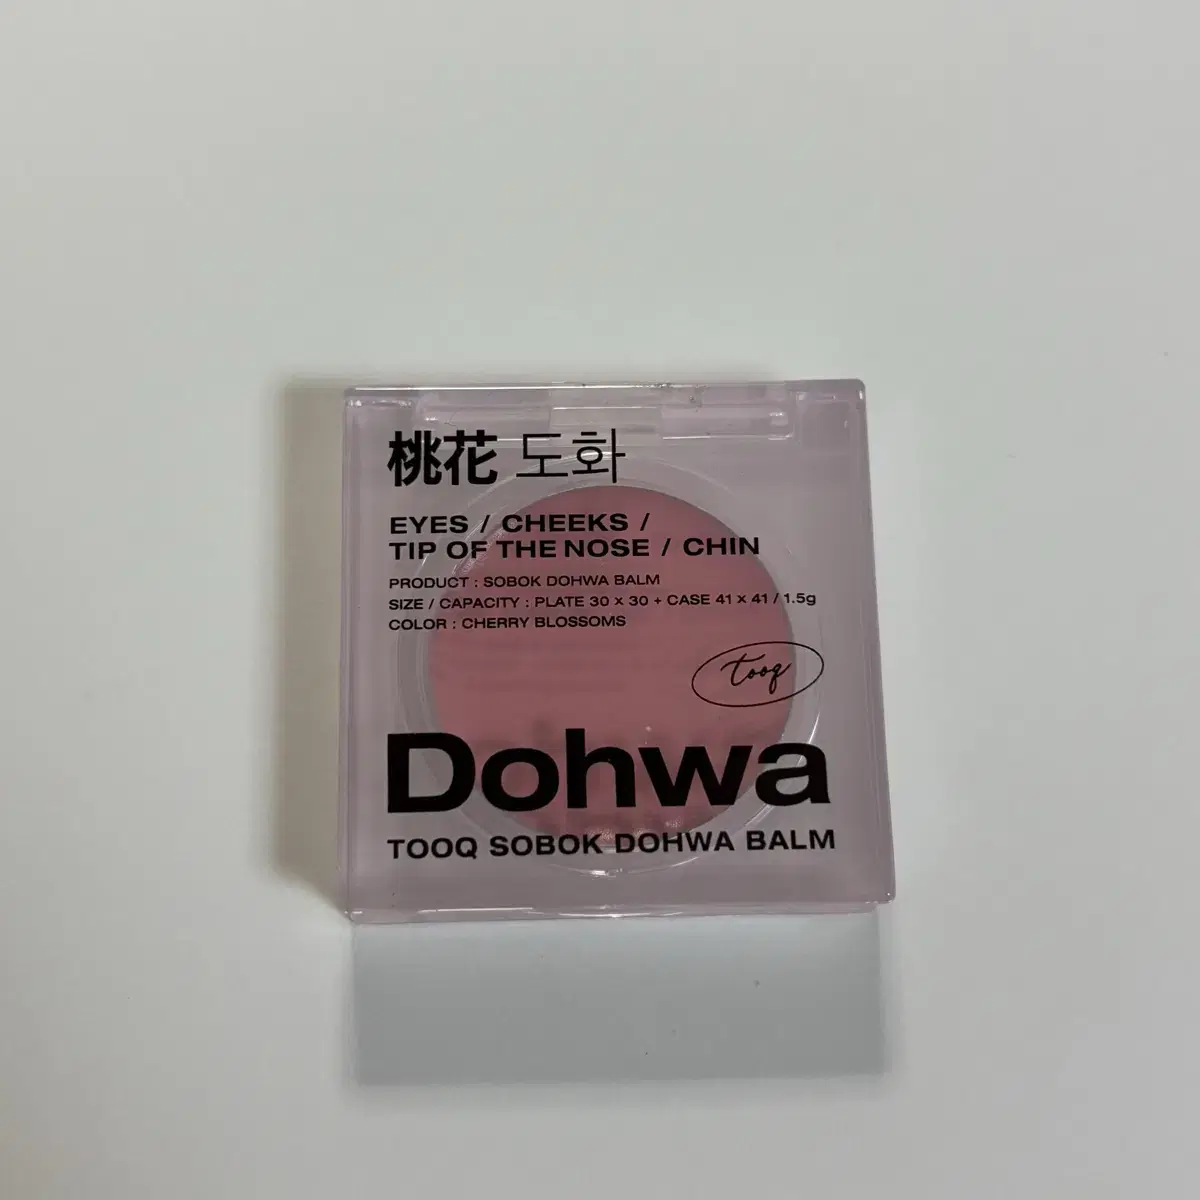 桃花 도화
EYES / CHEEKS /
TIP OF THE NOSE / CHIN
PRODUCT : SOBOK DOHWA BALM
SIZE / CAPACITY : PLATE 30 x 30 + CASE 41 x 41 / 1.5g
COLOR : CHERRY BLOSSOMS
tooq
Dohwa
TOOQ SOBOK DOHWA BALM